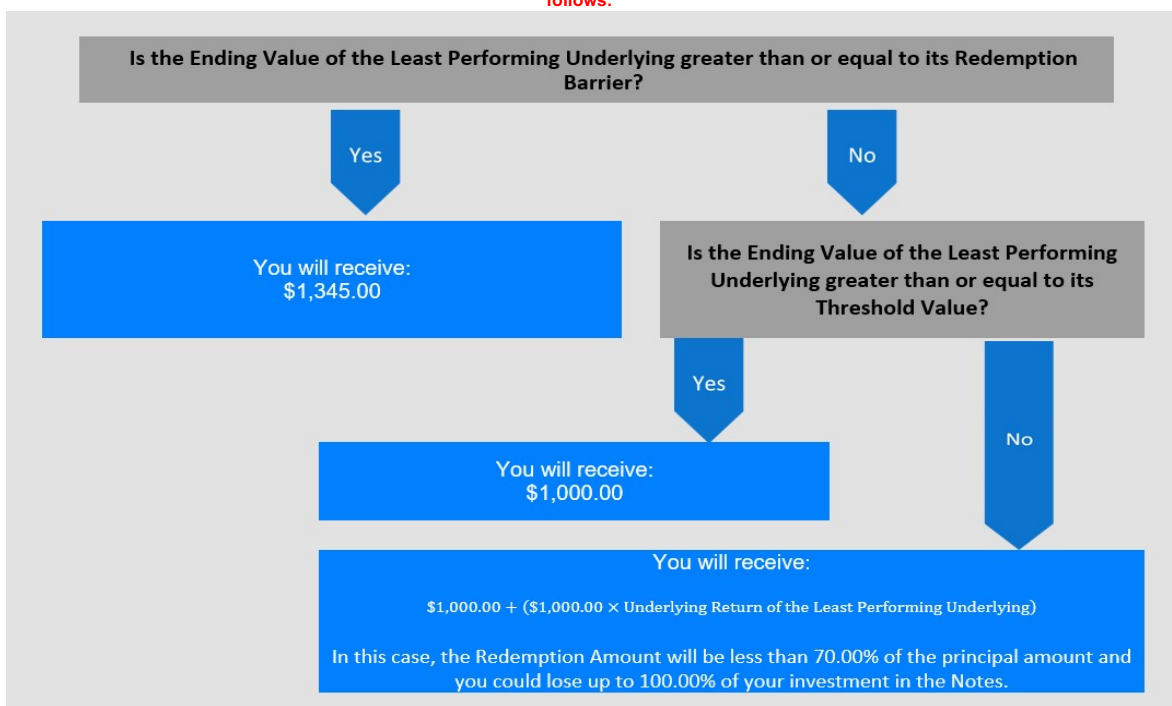 follows:
Is the Ending Value of the Least Performing Underlying greater than or equal to its Redemption
Barrier?
Yes
No
You will receive:
$1,345.00
Is the Ending Value of the Least Performing
Underlying greater than or equal to its
Threshold Value?
Yes
No
You will receive:
$1,000.00
You will receive:
$1,000.00 + ($1,000.00 × Underlying Return of the Least Performing Underlying)
In this case, the Redemption Amount will be less than 70.00% of the principal amount and
you could lose up to 100.00% of your investment in the Notes.